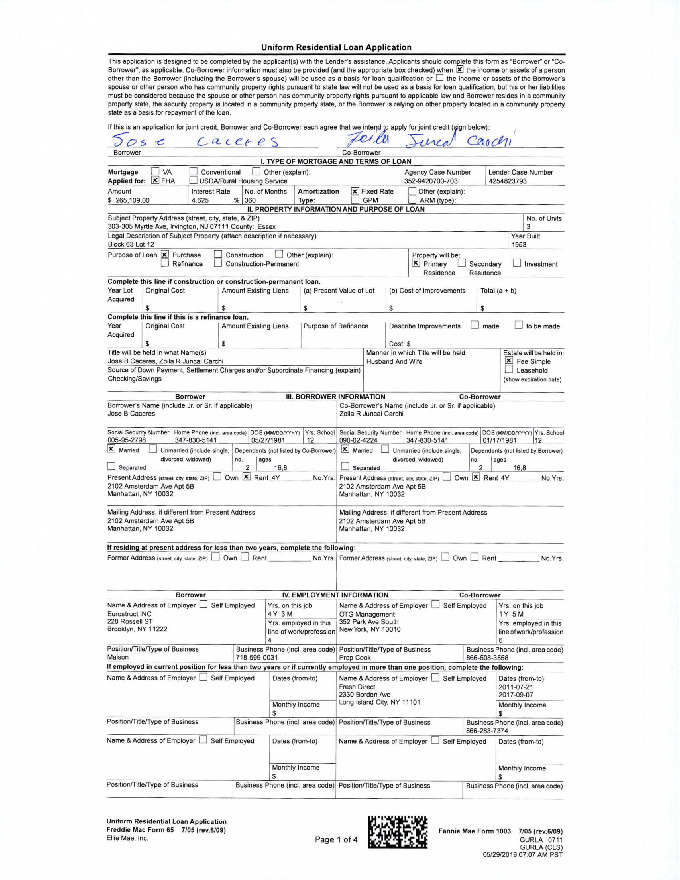 Uniform Residential Loan Application
This application is designed to be completed by the applicant(s) with the Lender's assistance. Applicants should complete this form as "Borrower" or "Co-
Borrower", as applicable. Co-Borrower information must also be provided (and the appropriate box checked) when ☒ the income or assets of a person
other than the Borrower (including the Borrower's spouse) will be used as a basis for loan qualification or ☐ the income or assets of the Borrower's
spouse or other person who has community property rights pursuant to state law will not be used as a basis for loan qualification, but his or her liabilities
must be considered because the spouse or other person has community property rights pursuant to applicable law and Borrower resides in a community
property state, the security property is located in a community property state, or the Borrower is relying on other property located in a community property
state as a basis for repayment of the loan.
If this is an application for joint credit, Borrower and Co-Borrower each agree that we intend to apply for joint credit (sign below):
Jose Caceres Juncal Carchi
Borrower Co-Borrower
I. TYPE OF MORTGAGE AND TERMS OF LOAN
Mortgage ☐ VA ☐ Conventional ☐ Other (explain): Agency Case Number Lender Case Number
Applied for: ☒ FHA ☐ USDA/Rural Housing Service 352-9420700-703 4254823793
Amount Interest Rate No. of Months Amortization ☒ Fixed Rate ☐ Other (explain):
$ 265,109.00 4.625 % 360 Type: ☐ GPM ☐ ARM (type):
II. PROPERTY INFORMATION AND PURPOSE OF LOAN
Subject Property Address (street, city, state, & ZIP) No. of Units
303-305 Myrtle Ave, Irvington, NJ 07111 County: Essex 3
Legal Description of Subject Property (attach description if necessary) Year Built
Block 63 Lot 12 1953
Purpose of Loan ☒ Purchase ☐ Construction ☐ Other (explain): Property will be:
☐ Refinance ☐ Construction-Permanent ☒ Primary Residence ☐ Secondary Residence ☐ Investment
Complete this line if construction or construction-permanent loan.
Year Lot Acquired Original Cost Amount Existing Liens (a) Present Value of Lot (b) Cost of Improvements Total (a + b)
$ $ $ $ $
Complete this line if this is a refinance loan.
Year Acquired Original Cost Amount Existing Liens Purpose of Refinance Describe Improvements ☐ made ☐ to be made
$ $ Cost: $
Title will be held in what Name(s) Manner in which Title will be held Estate will be held in:
Jose B Caceres, Zoila R Juncal Carchi Husband And Wife ☒ Fee Simple
Source of Down Payment, Settlement Charges and/or Subordinate Financing (explain) ☐ Leasehold
Checking/Savings (show expiration date)
Borrower III. BORROWER INFORMATION Co-Borrower
Borrower's Name (include Jr. or Sr. if applicable) Co-Borrower's Name (include Jr. or Sr. if applicable)
Jose B Caceres Zoila R Juncal Carchi
Social Security Number Home Phone (incl. area code) DOB (MM/DD/YYYY) Yrs. School Social Security Number Home Phone (incl. area code) DOB (MM/DD/YYYY) Yrs. School
005-95-2798 347-830-5141 05/27/1981 12 090-02-4224 347-830-5141 01/17/1981 12
☒ Married ☐ Unmarried (include single, divorced, widowed) Dependents (not listed by Co-Borrower) ☒ Married ☐ Unmarried (include single, divorced, widowed) Dependents (not listed by Borrower)
☐ Separated no. 2 ages 16,8 ☐ Separated no. 2 ages 16,8
Present Address (street, city, state, ZIP) ☐ Own ☒ Rent 4Y No.Yrs. Present Address (street, city, state, ZIP) ☐ Own ☒ Rent 4Y No.Yrs.
2102 Amsterdam Ave Apt 5B 2102 Amsterdam Ave Apt 5B
Manhattan, NY 10032 Manhattan, NY 10032
Mailing Address, if different from Present Address Mailing Address, if different from Present Address
2102 Amsterdam Ave Apt 5B 2102 Amsterdam Ave Apt 5B
Manhattan, NY 10032 Manhattan, NY 10032
If residing at present address for less than two years, complete the following:
Former Address (street, city, state, ZIP) ☐ Own ☐ Rent No.Yrs. Former Address (street, city, state, ZIP) ☐ Own ☐ Rent No.Yrs.
Borrower IV. EMPLOYMENT INFORMATION Co-Borrower
Name & Address of Employer ☐ Self Employed Yrs. on this job Name & Address of Employer ☐ Self Employed Yrs. on this job
Eurostruct INC 4 Y 3 M OTG Management 1Y 5 M
228 Rossell ST Yrs. employed in this line of work/profession 352 Park Ave South Yrs. employed in this line of work/profession
Brooklyn, NY 11222 4 New York, NY 10010 6
Position/Title/Type of Business Business Phone (incl. area code) Position/Title/Type of Business Business Phone (incl. area code)
Mason 718-699-0031 Prep Cook 866-508-3558
If employed in current position for less than two years or if currently employed in more than one position, complete the following:
Name & Address of Employer ☐ Self Employed Dates (from-to) Name & Address of Employer ☐ Self Employed Dates (from-to)
Fresh Direct 2011-07-21
2330 Borden Ave 2017-09-07
Long Island City, NY 11101
Monthly Income Monthly Income
$ $
Position/Title/Type of Business Business Phone (incl. area code) Position/Title/Type of Business Business Phone (incl. area code)
866-283-7374
Name & Address of Employer ☐ Self Employed Dates (from-to) Name & Address of Employer ☐ Self Employed Dates (from-to)
Monthly Income Monthly Income
$ $
Position/Title/Type of Business Business Phone (incl. area code) Position/Title/Type of Business Business Phone (incl. area code)
Uniform Residential Loan Application
Freddie Mac Form 65 7/05 (rev.6/09) Fannie Mae Form 1003 7/05 (rev.6/09)
Ellie Mae, Inc. Page 1 of 4 GURLA 0711
GURLA (CLS)
05/29/2019 07:07 AM PST